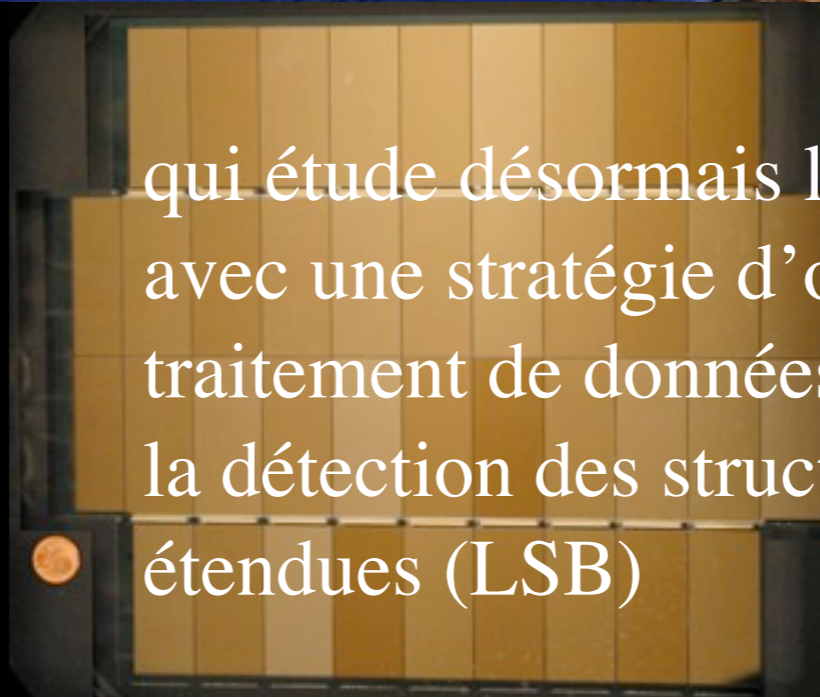 qui étude désormais l
avec une stratégie d’o
traitement de données
la détection des struct
étendues (LSB)